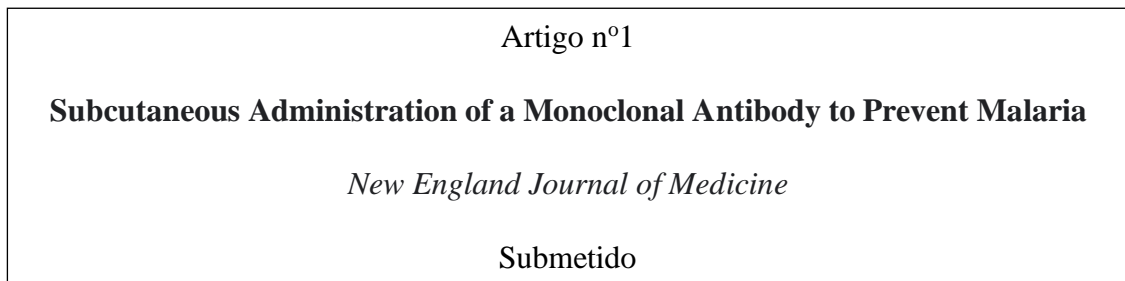 Artigo nº1
Subcutaneous Administration of a Monoclonal Antibody to Prevent Malaria
New England Journal of Medicine
Submetido